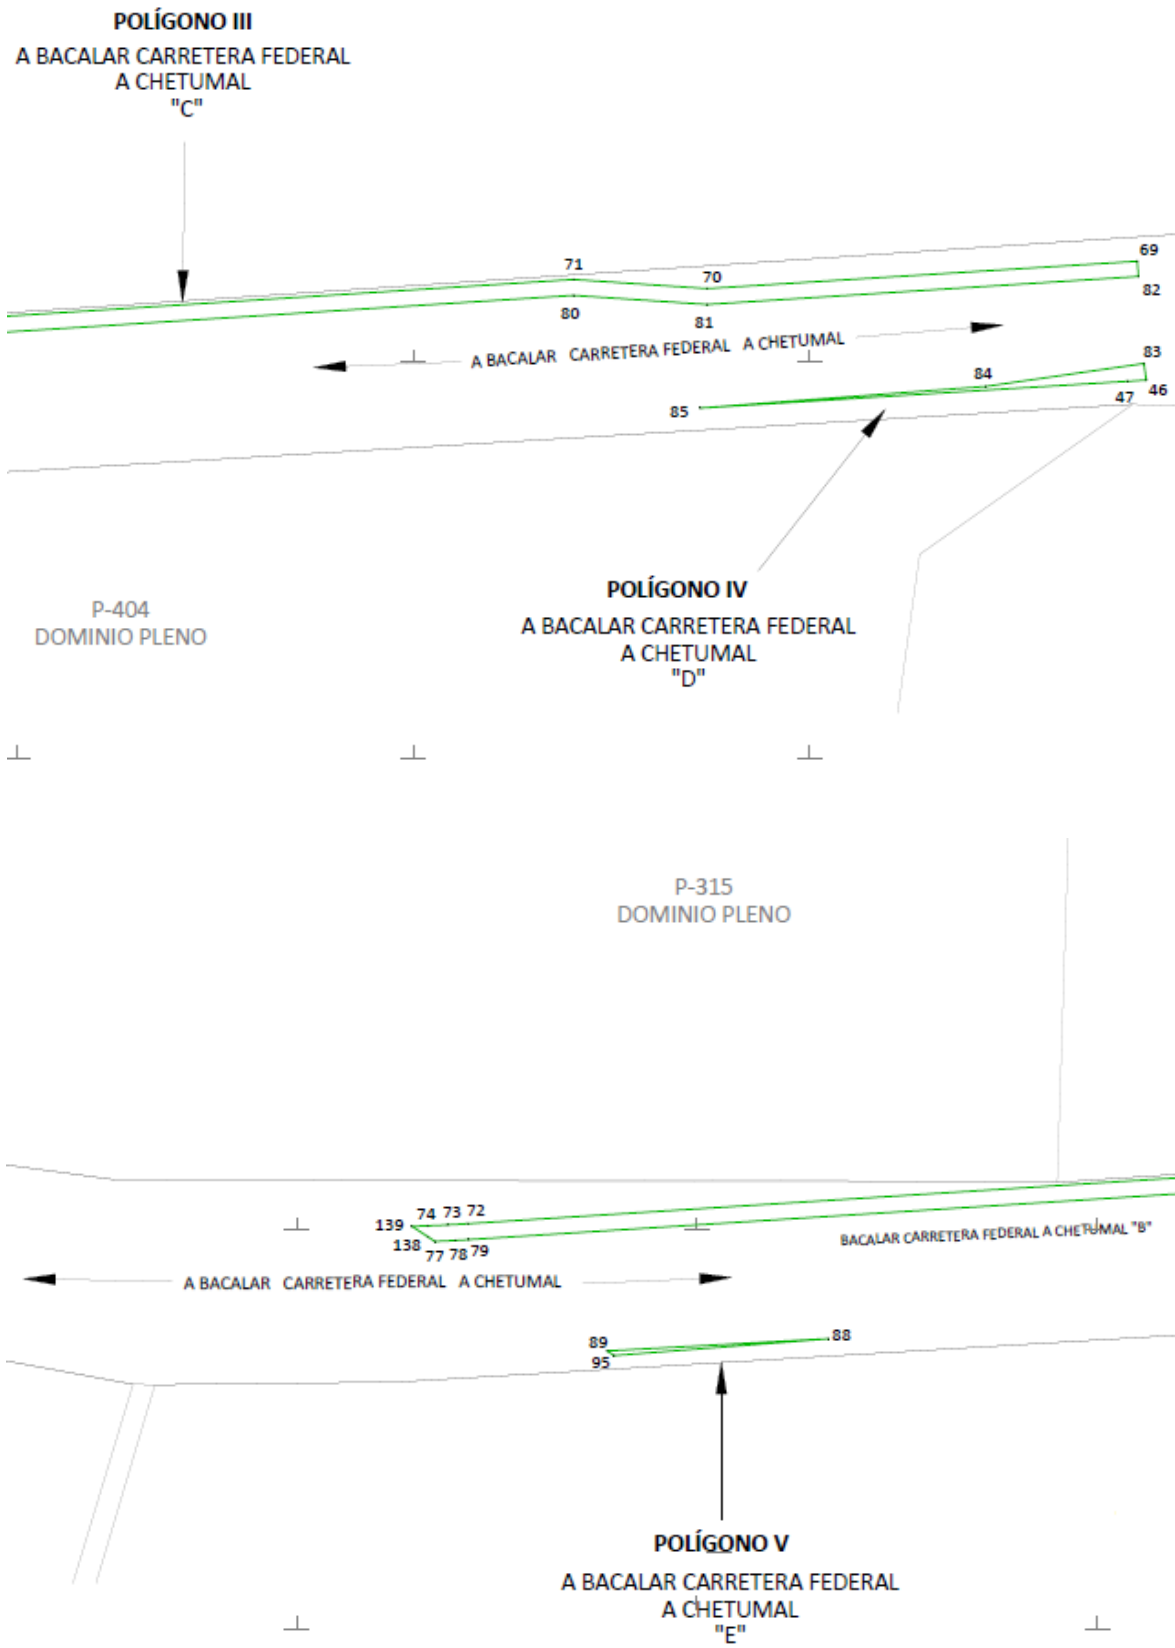 POLÍGONO III
A BACALAR CARRETERA FEDERAL
A CHETUMAL
"C"
69
71
70
82
80
81
A BACALAR CARRETERA FEDERAL A CHETUMAL
83
84
85
47
46
POLÍGONO IV
A BACALAR CARRETERA FEDERAL
A CHETUMAL
"D"
P-404
DOMINIO PLENO
P-315
DOMINIO PLENO
139
74
73
72
138
77
78
79
BACALAR CARRETERA FEDERAL A CHETUMAL "B"
A BACALAR CARRETERA FEDERAL A CHETUMAL
89
88
95
POLÍGONO V
A BACALAR CARRETERA FEDERAL
A CHETUMAL
"E"